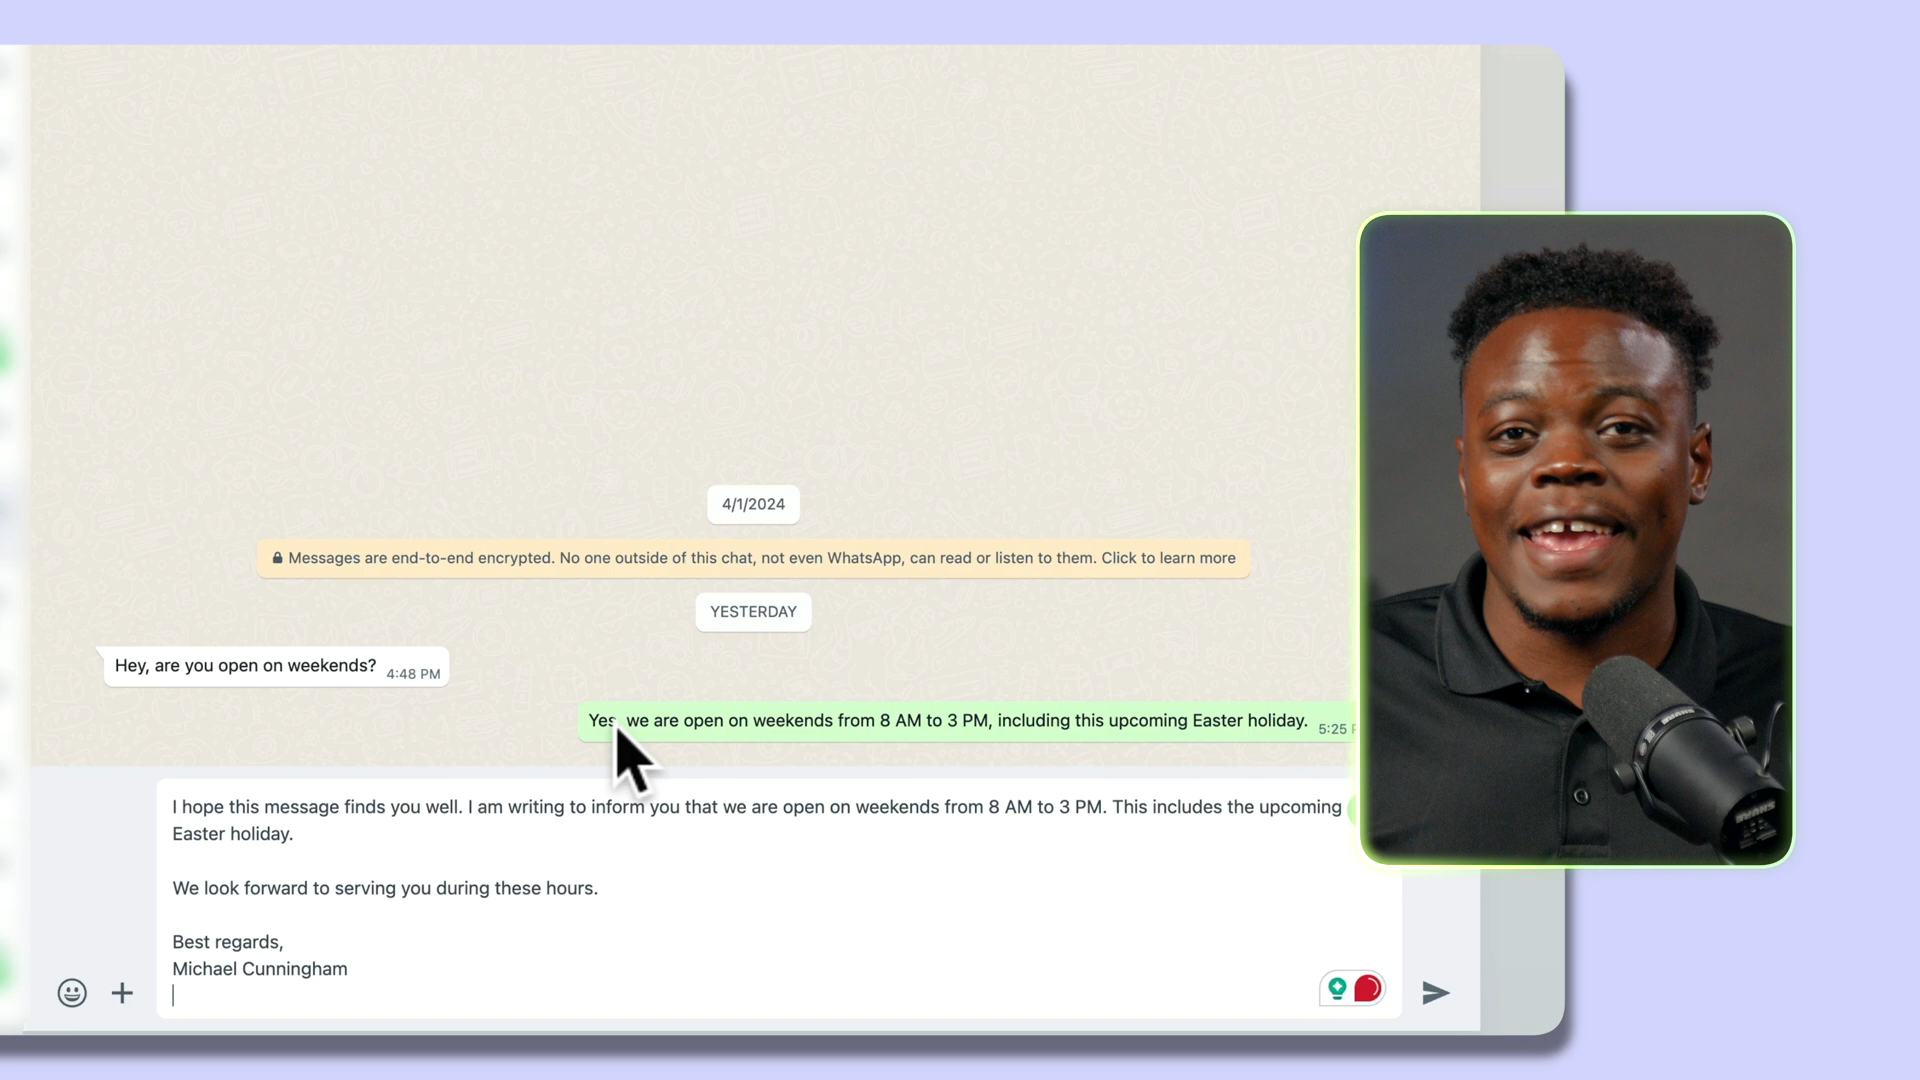 4/1/2024
Messages are end-to-end encrypted. No one outside of this chat, not even WhatsApp, can read or listen to them. Click to learn more
YESTERDAY
Hey, are you open on weekends? 4:48 PM
Yes, we are open on weekends from 8 AM to 3 PM, including this upcoming Easter holiday. 5:25
I hope this message finds you well. I am writing to inform you that we are open on weekends from 8 AM to 3 PM. This includes the upcoming
Easter holiday.
We look forward to serving you during these hours.
Best regards,
Michael Cunningham
SHURE